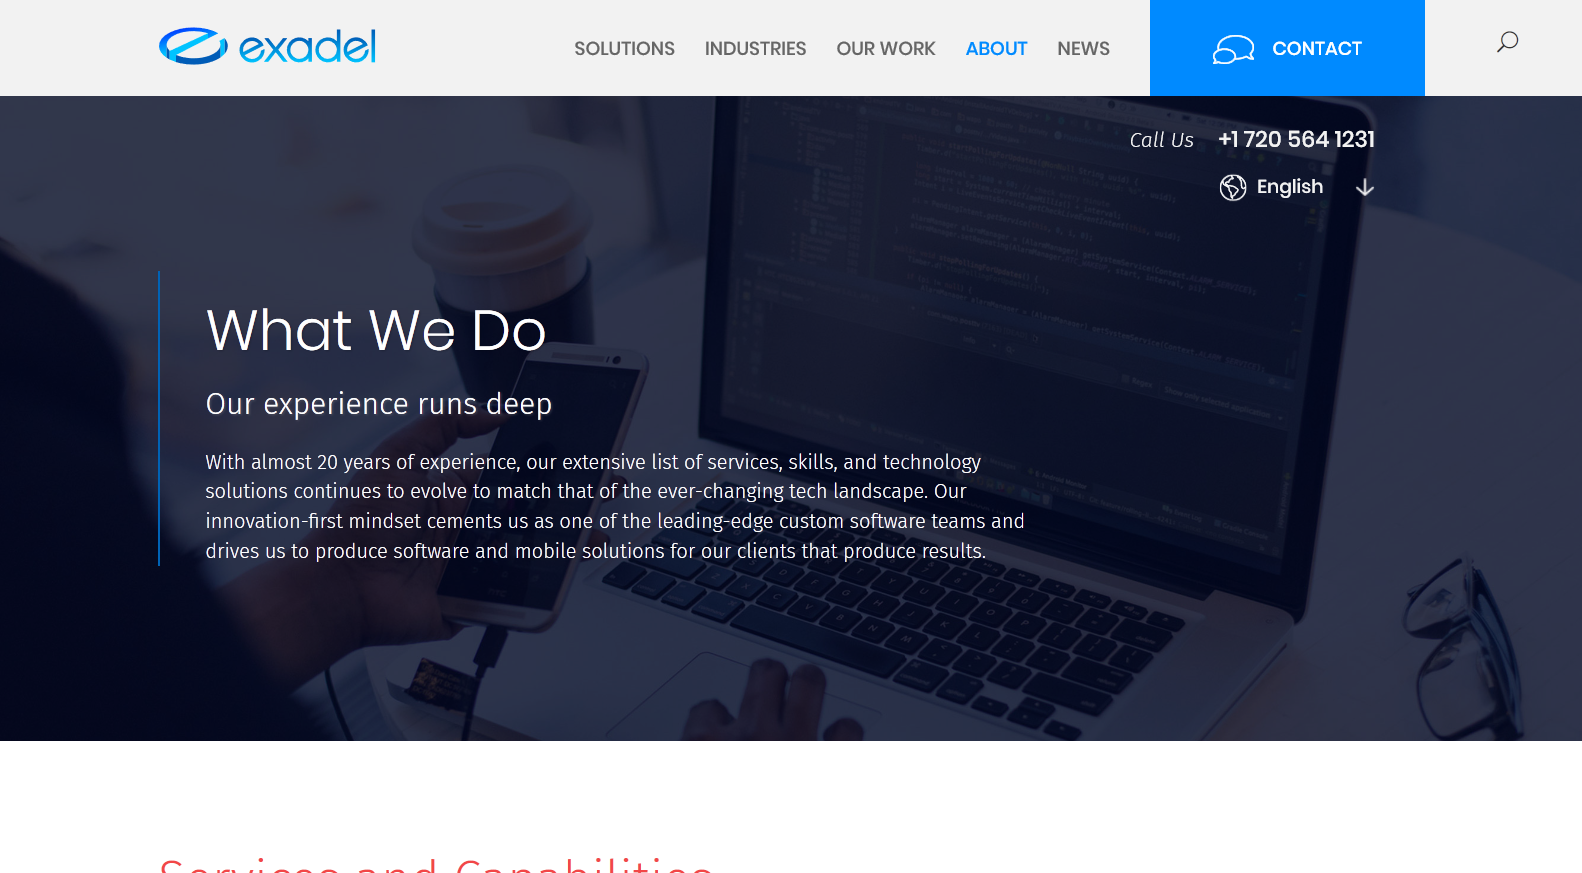 exadel
SOLUTIONS
INDUSTRIES
OUR WORK
ABOUT
NEWS
CONTACT
Call Us +1 720 564 1231
English
What We Do
Our experience runs deep
With almost 20 years of experience, our extensive list of services, skills, and technology
solutions continues to evolve to match that of the ever-changing tech landscape. Our
innovation-first mindset cements us as one of the leading-edge custom software teams and
drives us to produce software and mobile solutions for our clients that produce results.
Services and Capabilities